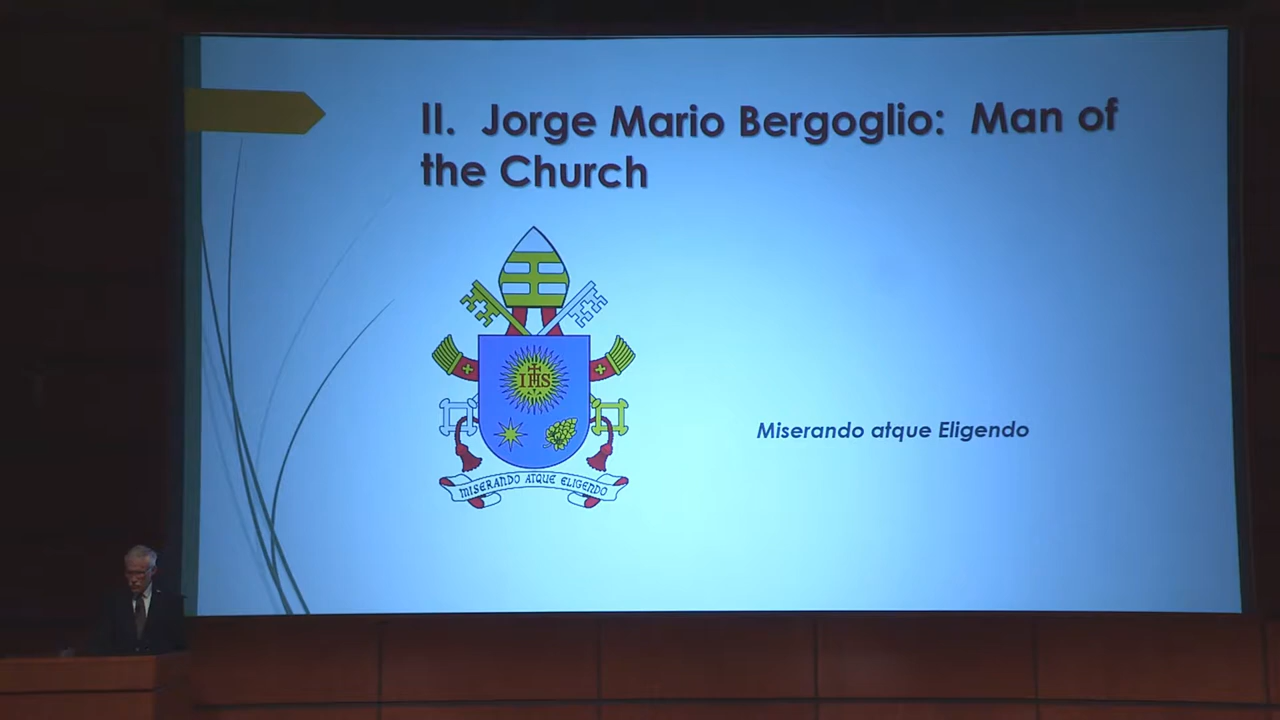 II. Jorge Mario Bergoglio: Man of
the Church
IHS
MISERANDO ATQUE ELIGENDO
Miserando atque Eligendo